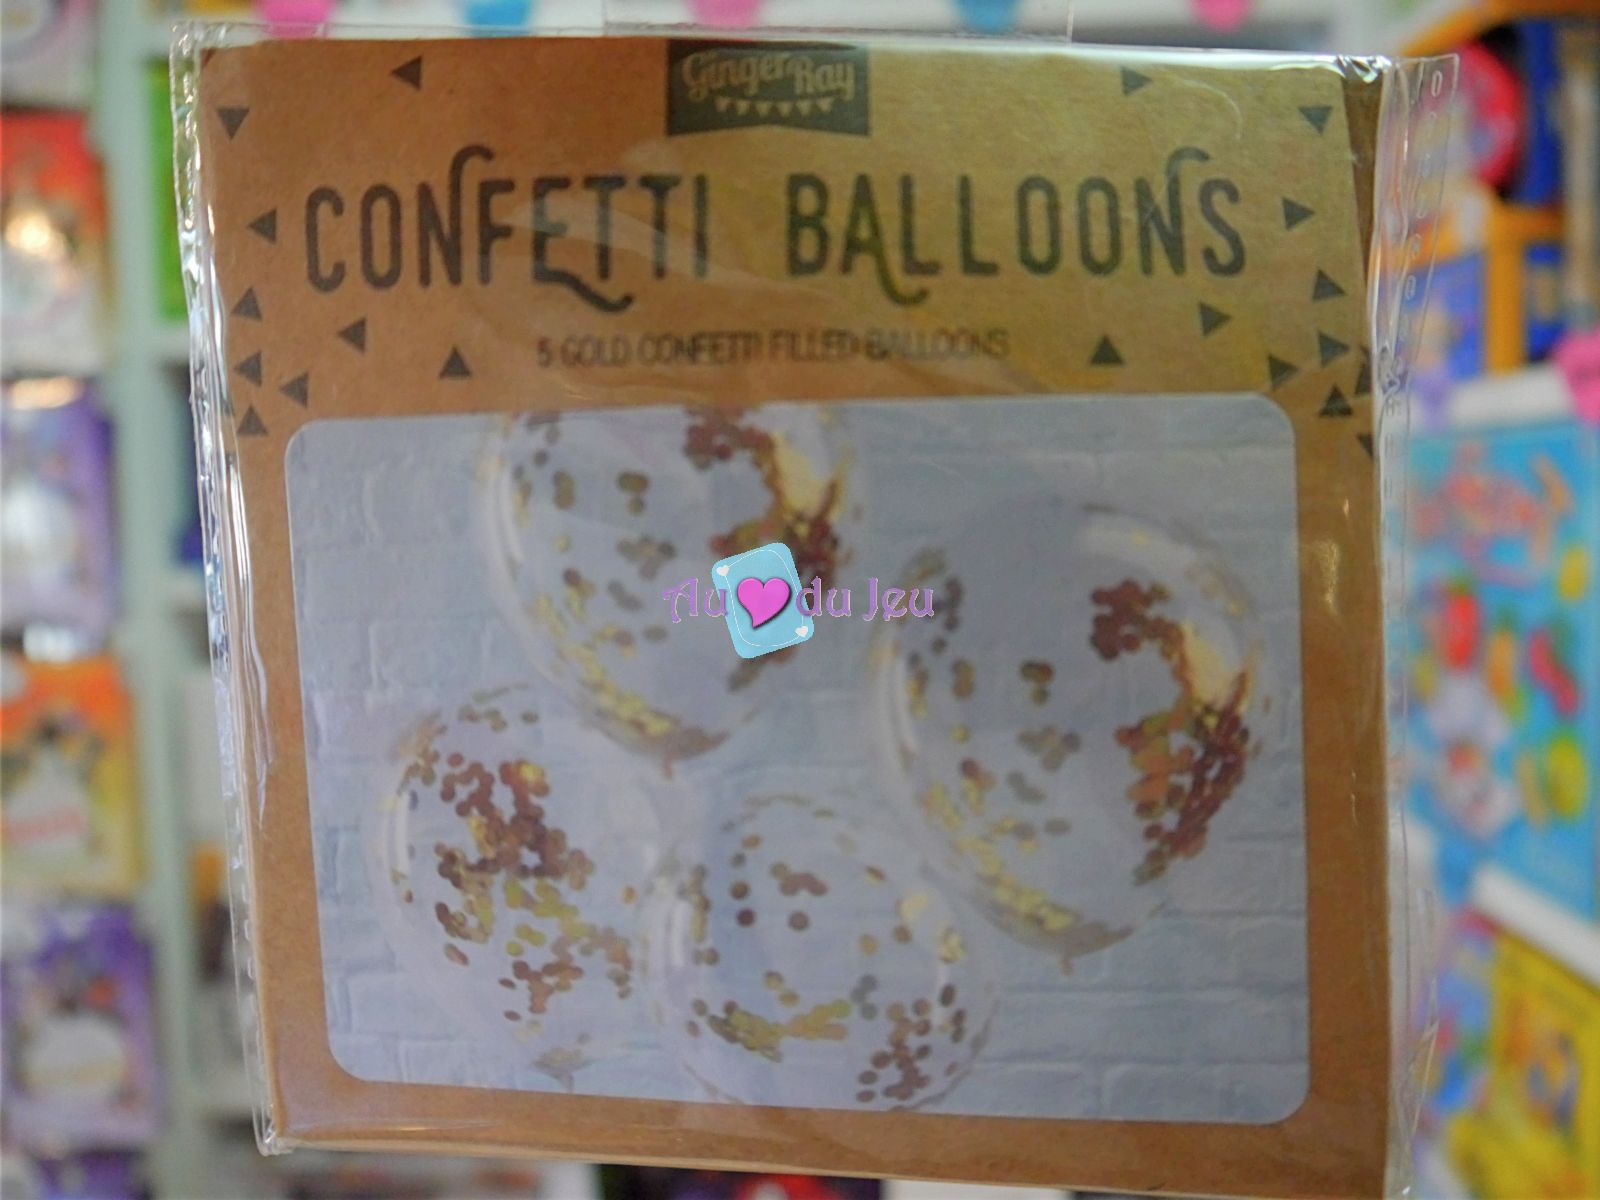 Ginger Ray
CONFETTI BALLOONS
5 GOLD CONFETTI FILLED BALLOONS
Au du Jeu